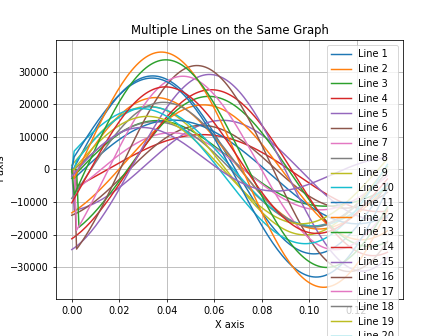 Multiple Lines on the Same Graph
30000
20000
10000
0
−10000
−20000
−30000
0.00 0.02 0.04 0.06 0.08 0.10
X axis
Line 1
Line 2
Line 3
Line 4
Line 5
Line 6
Line 7
Line 8
Line 9
Line 10
Line 11
Line 12
Line 13
Line 14
Line 15
Line 16
Line 17
Line 18
Line 19
Line 20